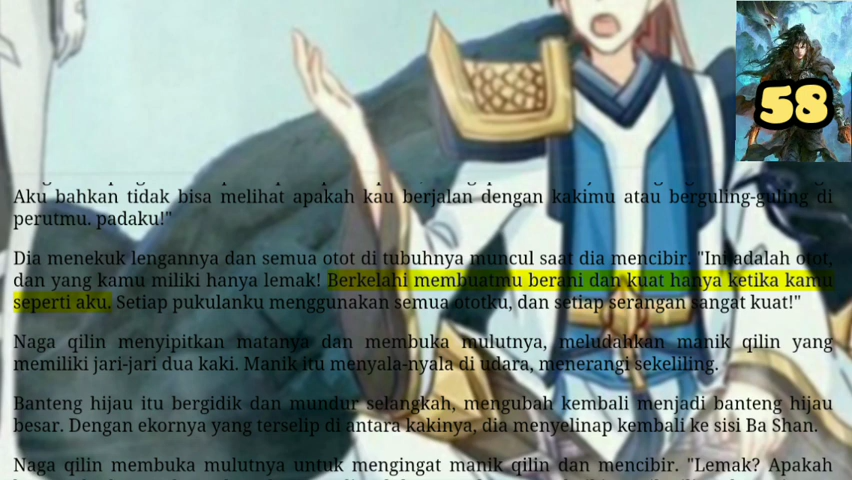 58
Aku bahkan tidak bisa melihat apakah kau berjalan dengan kakimu atau berguling-guling di
perutmu. padaku!"
Dia menekuk lengannya dan semua otot di tubuhnya muncul saat dia mencibir. "Ini adalah otot,
dan yang kamu miliki hanya lemak! Berkelahi membuatmu berani dan kuat hanya ketika kamu
seperti aku. Setiap pukulanku menggunakan semua ototku, dan setiap serangan sangat kuat!"
Naga qilin menyipitkan matanya dan membuka mulutnya, meludahkan manik qilin yang
memiliki jari-jari dua kaki. Manik itu menyala-nyala di udara, menerangi sekeliling.
Banteng hijau itu bergidik dan mundur selangkah, mengubah kembali menjadi banteng hijau
besar. Dengan ekornya yang terselip di antara kakinya, dia menyelinap kembali ke sisi Ba Shan.
Naga qilin membuka mulutnya untuk mengingat manik qilin dan mencibir. "Lemak? Apakah